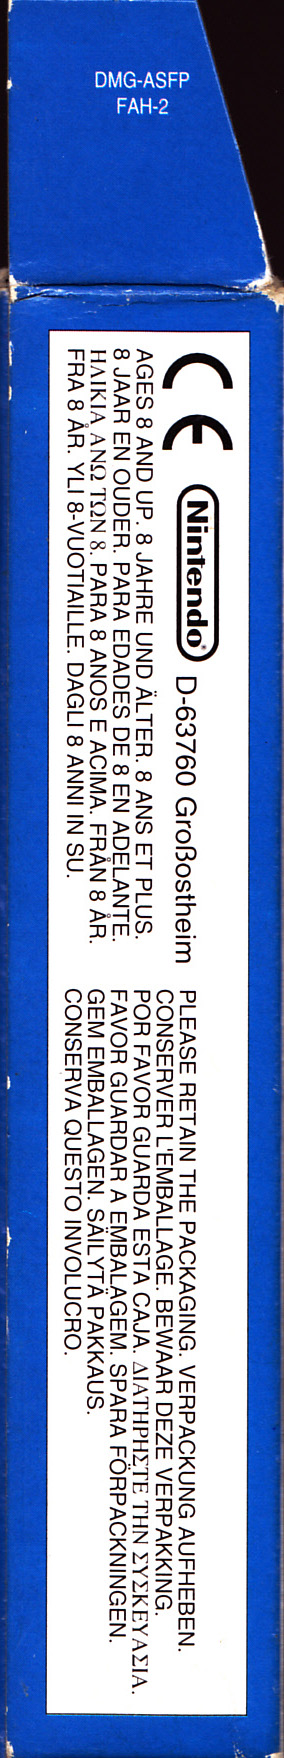 DMG-ASFP
FAH-2
CE Nintendo® D-63760 Großostheim
AGES 8 AND UP. 8 JAHRE UND ÄLTER. 8 ANS ET PLUS.
8 JAAR EN OUDER. PARA EDADES DE 8 EN ADELANTE.
ΗΛΙΚΙΑ ΑΝΩ ΤΩΝ 8. PARA 8 ANOS E ACIMA. FRÅN 8 ÅR.
FRA 8 ÅR. YLI 8-VUOTIAILLE. DAGLI 8 ANNI IN SU.
PLEASE RETAIN THE PACKAGING. VERPACKUNG AUFHEBEN.
CONSERVER L'EMBALLAGE. BEWAAR DEZE VERPAKKING.
POR FAVOR GUARDA ESTA CAJA. ΔΙΑΤΗΡΗΣΤΕ ΤΗΝ ΣΥΣΚΕΥΑΣΙΑ.
FAVOR GUARDAR A EMBALAGEM. SPARA FÖRPACKNINGEN.
GEM EMBALLAGEN. SÄILYTÄ PAKKAUS.
CONSERVA QUESTO INVOLUCRO.